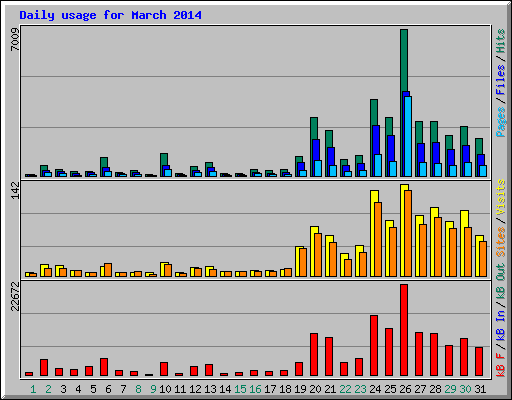 Daily usage for March 2014
7009
Pages / Files / Hits
142
Sites / Visits
22672
kB F / kB In / kB Out
1 2 3 4 5 6 7 8 9 10 11 12 13 14 15 16 17 18 19 20 21 22 23 24 25 26 27 28 29 30 31